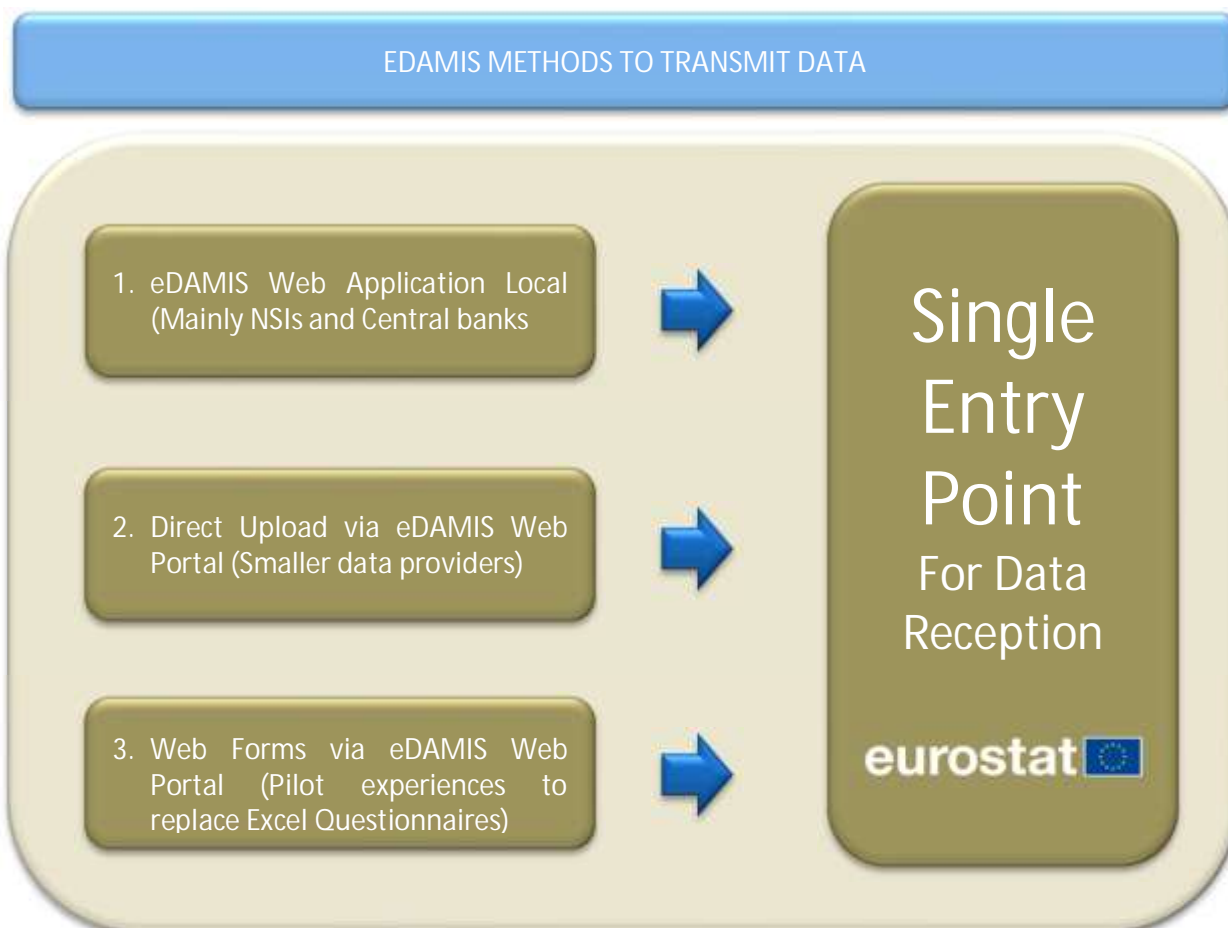 EDAMIS METHODS TO TRANSMIT DATA
1. eDAMIS Web Application Local
(Mainly NSIs and Central banks
2. Direct Upload via eDAMIS Web
Portal (Smaller data providers)
3. Web Forms via eDAMIS Web
Portal (Pilot experiences to
replace Excel Questionnaires)
Single
Entry
Point
For Data
Reception
eurostat